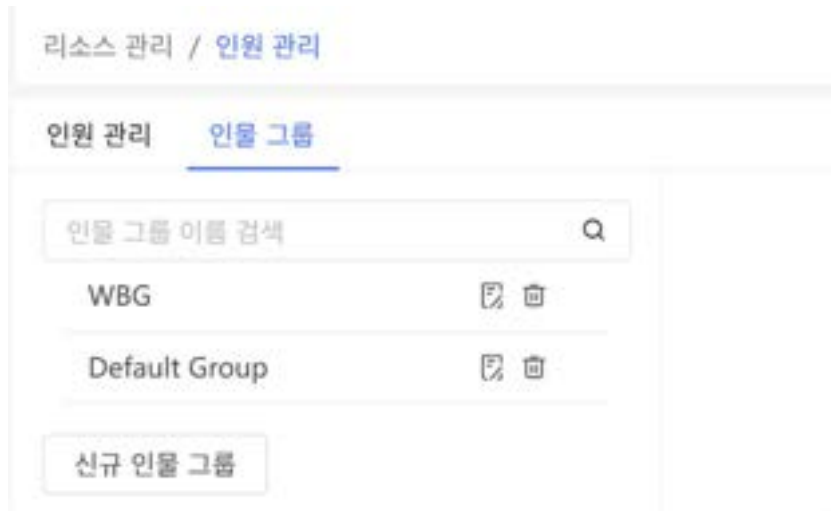 리소스 관리 / 인원 관리
인원 관리 인물 그룹
인물 그룹 이름 검색
WBG
Default Group
신규 인물 그룹